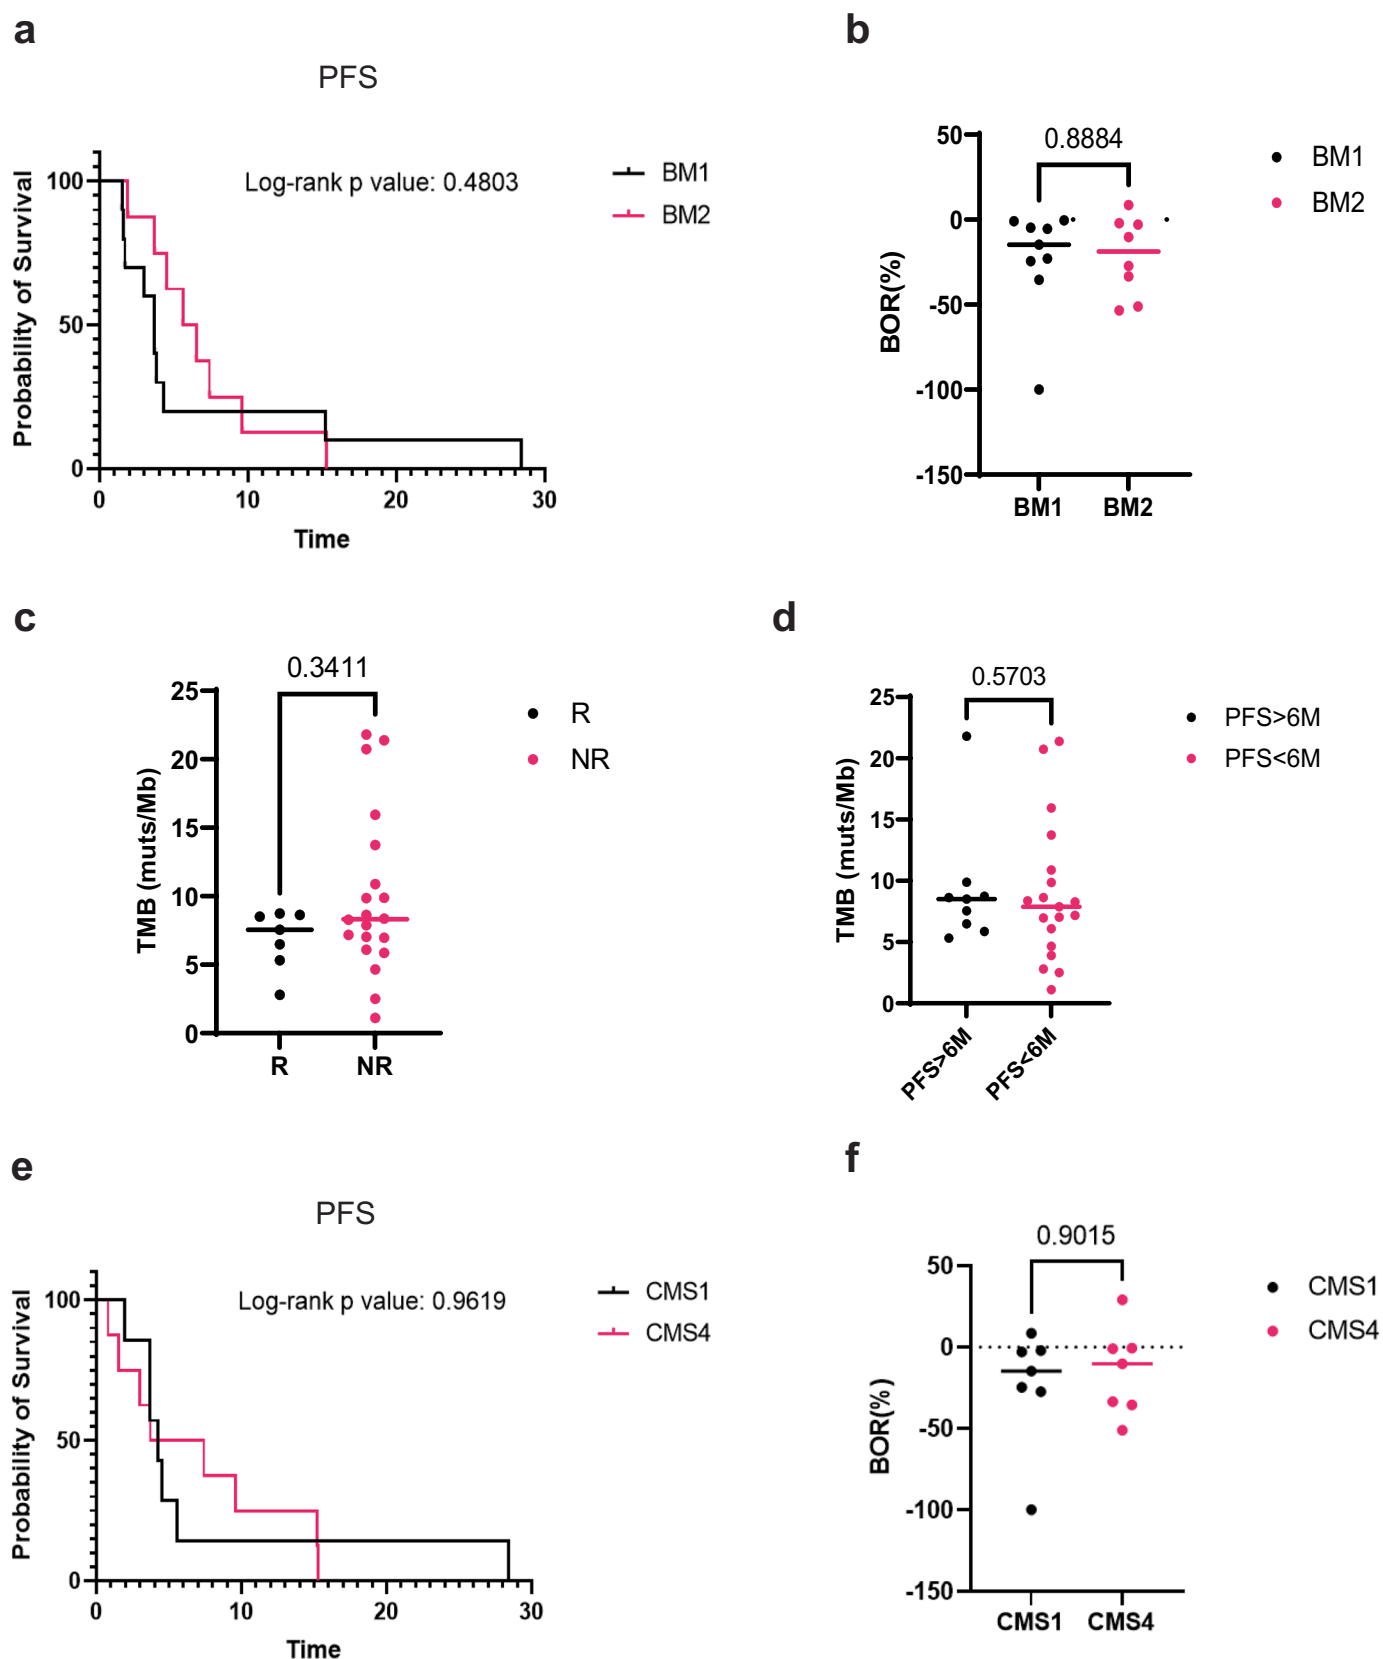 a
PFS
Probability of Survival
100
50
0
Log-rank p value: 0.4803
BM1
BM2
0 10 20 30
Time
b
BOR(%)
50
0
-50
-100
-150
0.8884
BM1
BM2
BM1 BM2
c
TMB (muts/Mb)
25
20
15
10
5
0
0.3411
R
NR
R NR
d
TMB (muts/Mb)
25
20
15
10
5
0
0.5703
PFS>6M
PFS<6M
PFS>6M PFS<6M
e
PFS
Probability of Survival
100
50
0
Log-rank p value: 0.9619
CMS1
CMS4
0 10 20 30
Time
f
BOR(%)
50
0
-50
-100
-150
0.9015
CMS1
CMS4
CMS1 CMS4